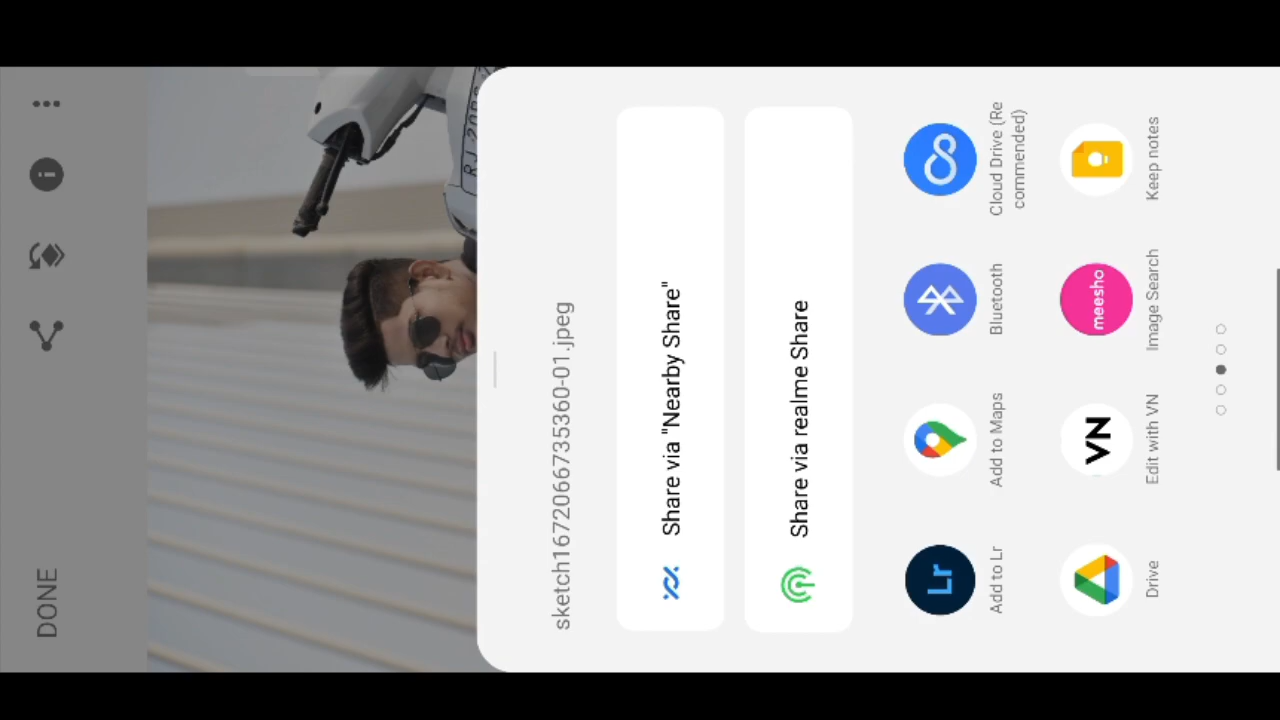 DONE
sketch1672066735360-01.jpeg
Share via "Nearby Share"
Share via realme Share
Lr
Add to Lr
Add to Maps
Bluetooth
Cloud Drive (Re
commended)
Drive
VN
Edit with VN
meesho
Image Search
Keep notes